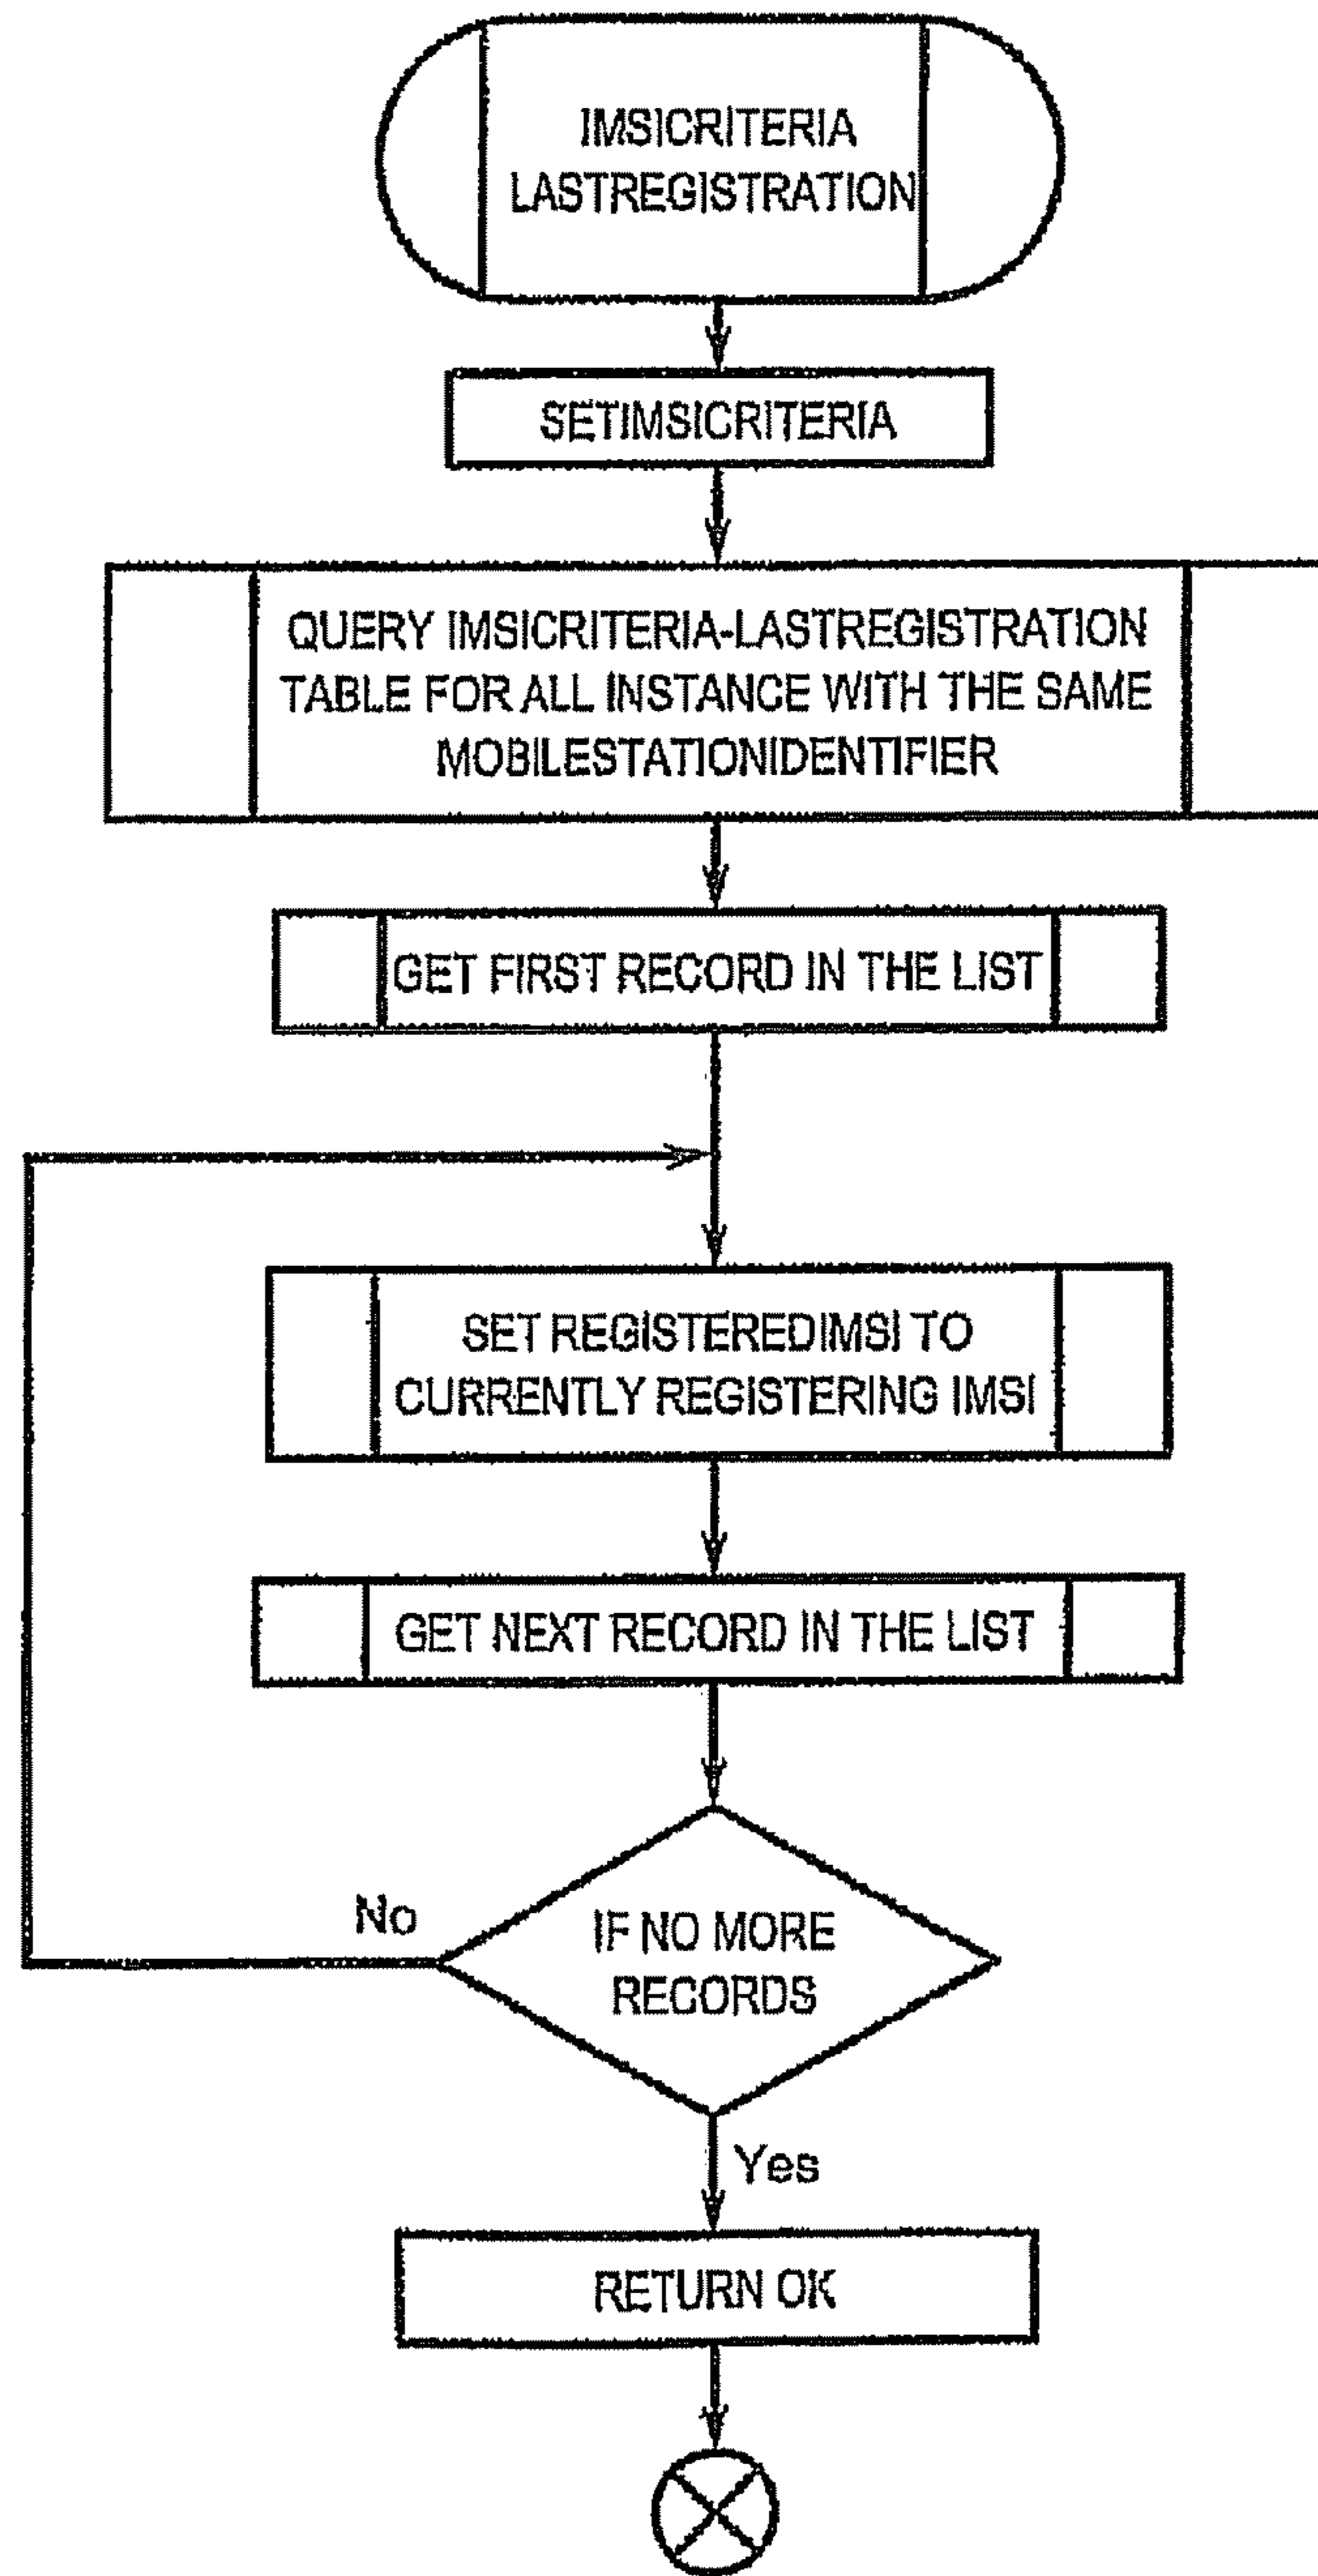 IMSICRITERIA
LASTREGISTRATION
SETIMSICRITERIA
QUERY IMSICRITERIA-LASTREGISTRATION
TABLE FOR ALL INSTANCE WITH THE SAME
MOBILESTATIONIDENTIFIER
GET FIRST RECORD IN THE LIST
SET REGISTEREDIMSI TO
CURRENTLY REGISTERING IMSI
GET NEXT RECORD IN THE LIST
No
IF NO MORE
RECORDS
Yes
RETURN OK